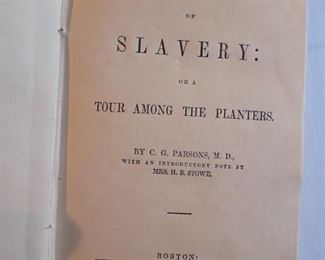 OF
SLAVERY:
OR A
TOUR AMONG THE PLANTERS.
BY C. G. PARSONS, M. D.,
WITH AN INTRODUCTORY NOTE BY
MRS. H. B. STOWE.
BOSTON: